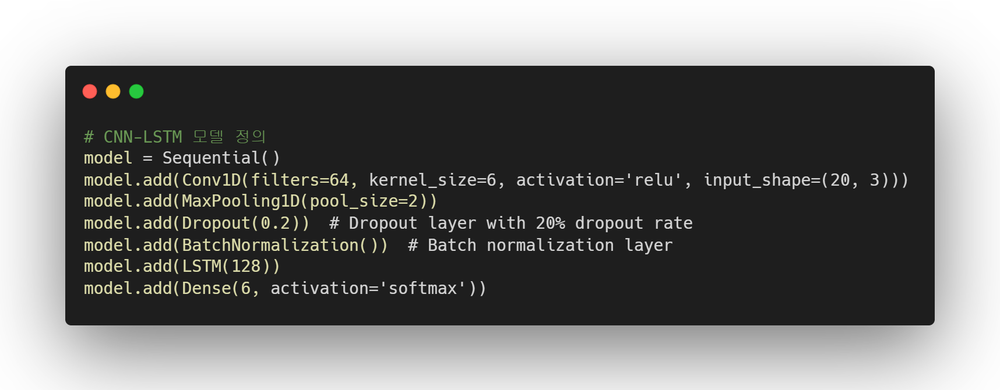 # CNN-LSTM 모델 정의
model = Sequential()
model.add(Conv1D(filters=64, kernel_size=6, activation='relu', input_shape=(20, 3)))
model.add(MaxPooling1D(pool_size=2))
model.add(Dropout(0.2))  # Dropout layer with 20% dropout rate
model.add(BatchNormalization())  # Batch normalization layer
model.add(LSTM(128))
model.add(Dense(6, activation='softmax'))